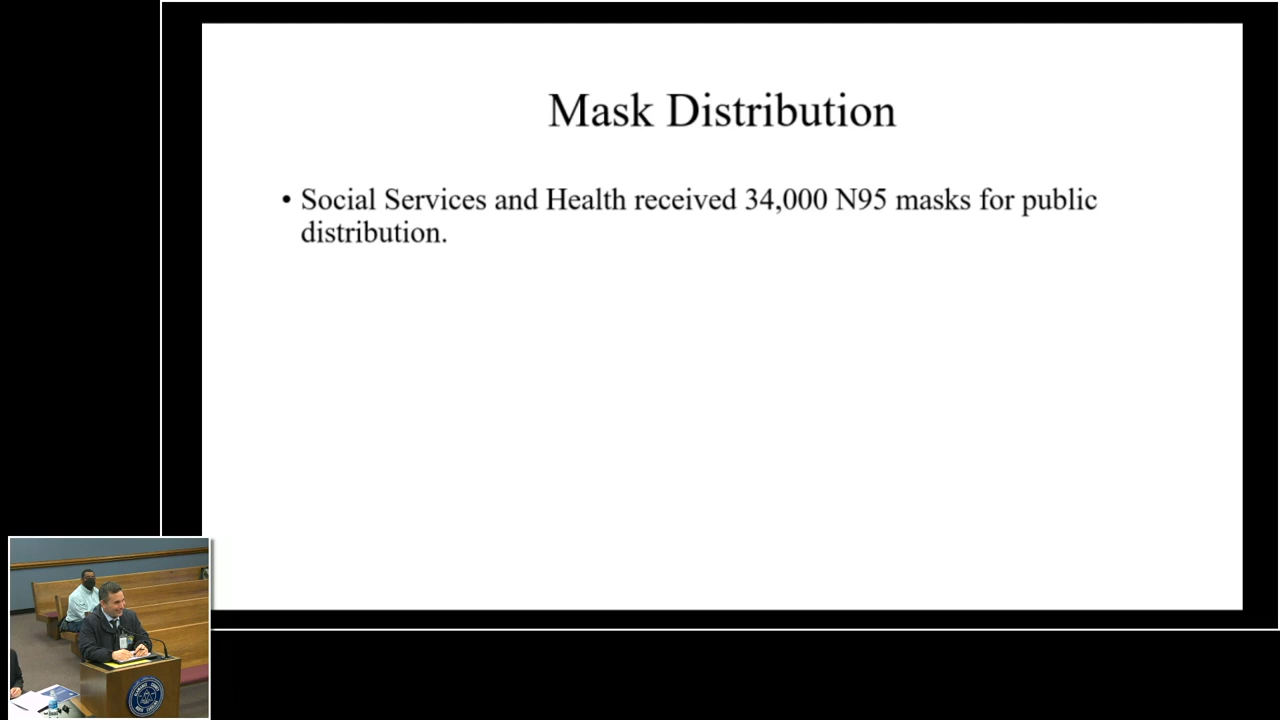 Mask Distribution
• Social Services and Health received 34,000 N95 masks for public
distribution.